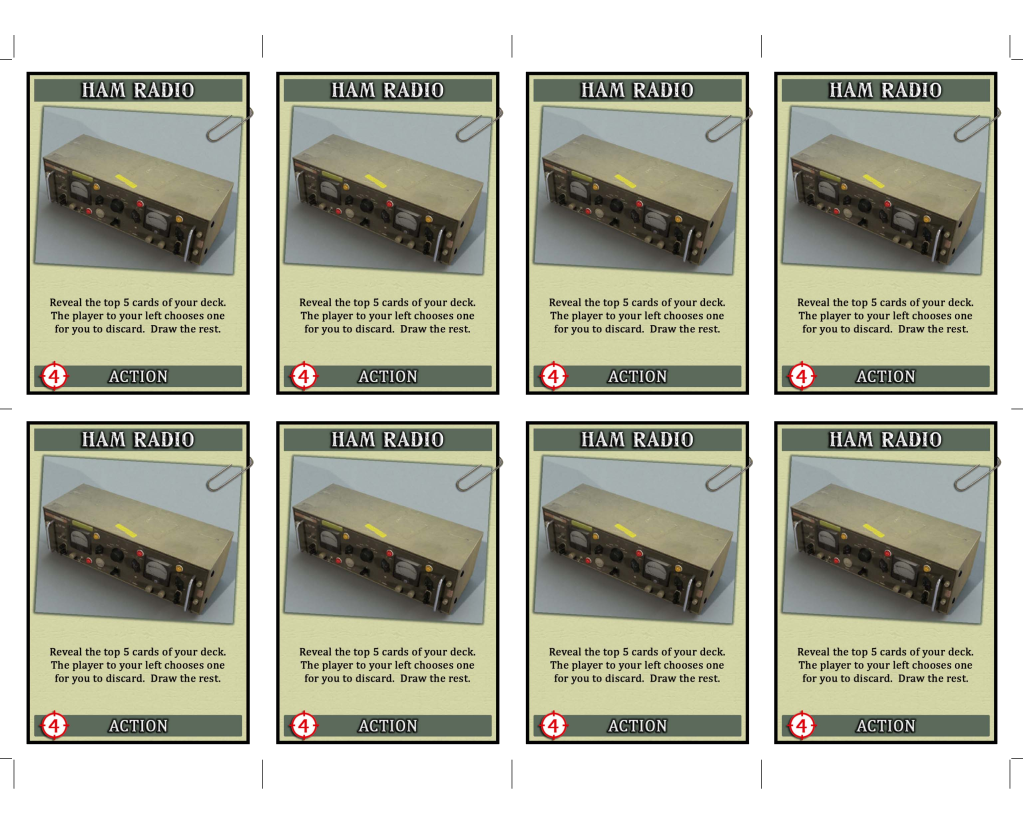 HAM RADIO HAM RADIO HAM RADIO HAM RADIO
Reveal the top 5 cards of your deck. Reveal the top 5 cards of your deck. Reveal the top 5 cards of your deck. Reveal the top 5 cards of your deck.
The player to your left chooses one The player to your left chooses one The player to your left chooses one The player to your left chooses one
for you to discard.  Draw the rest. for you to discard.  Draw the rest. for you to discard.  Draw the rest. for you to discard.  Draw the rest.
4 ACTION 4 ACTION 4 ACTION 4 ACTION
HAM RADIO HAM RADIO HAM RADIO HAM RADIO
Reveal the top 5 cards of your deck. Reveal the top 5 cards of your deck. Reveal the top 5 cards of your deck. Reveal the top 5 cards of your deck.
The player to your left chooses one The player to your left chooses one The player to your left chooses one The player to your left chooses one
for you to discard.  Draw the rest. for you to discard.  Draw the rest. for you to discard.  Draw the rest. for you to discard.  Draw the rest.
4 ACTION 4 ACTION 4 ACTION 4 ACTION